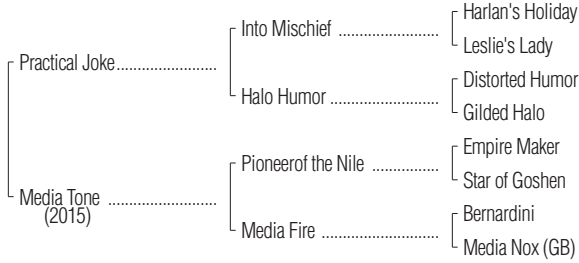 Harlan's Holiday
Into Mischief ........................
Leslie's Lady
Practical Joke........................
Distorted Humor
Halo Humor ..........................
Gilded Halo
Empire Maker
Pioneerof the Nile ..................
Star of Goshen
Media Tone ..........................
(2015)
Bernardini
Media Fire ............................
Media Nox (GB)